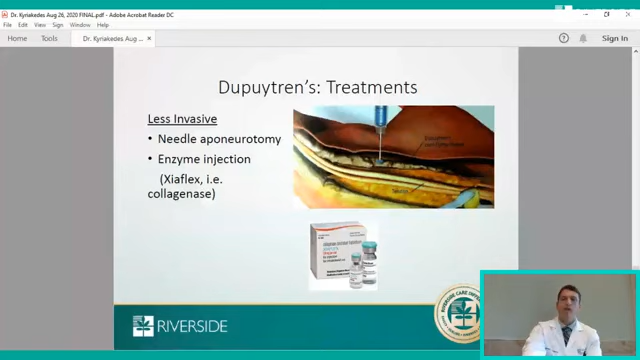 Dr. Kyriakedes Aug 26, 2020 FINAL.pdf - Adobe Acrobat Reader DC
File Edit View Sign Window Help
Home Tools Dr. Kyriakedes Aug ... × Sign In
Dupuytren's: Treatments
Less Invasive
• Needle aponeurotomy
• Enzyme injection
(Xiaflex, i.e.
collagenase)
RIVERSIDE